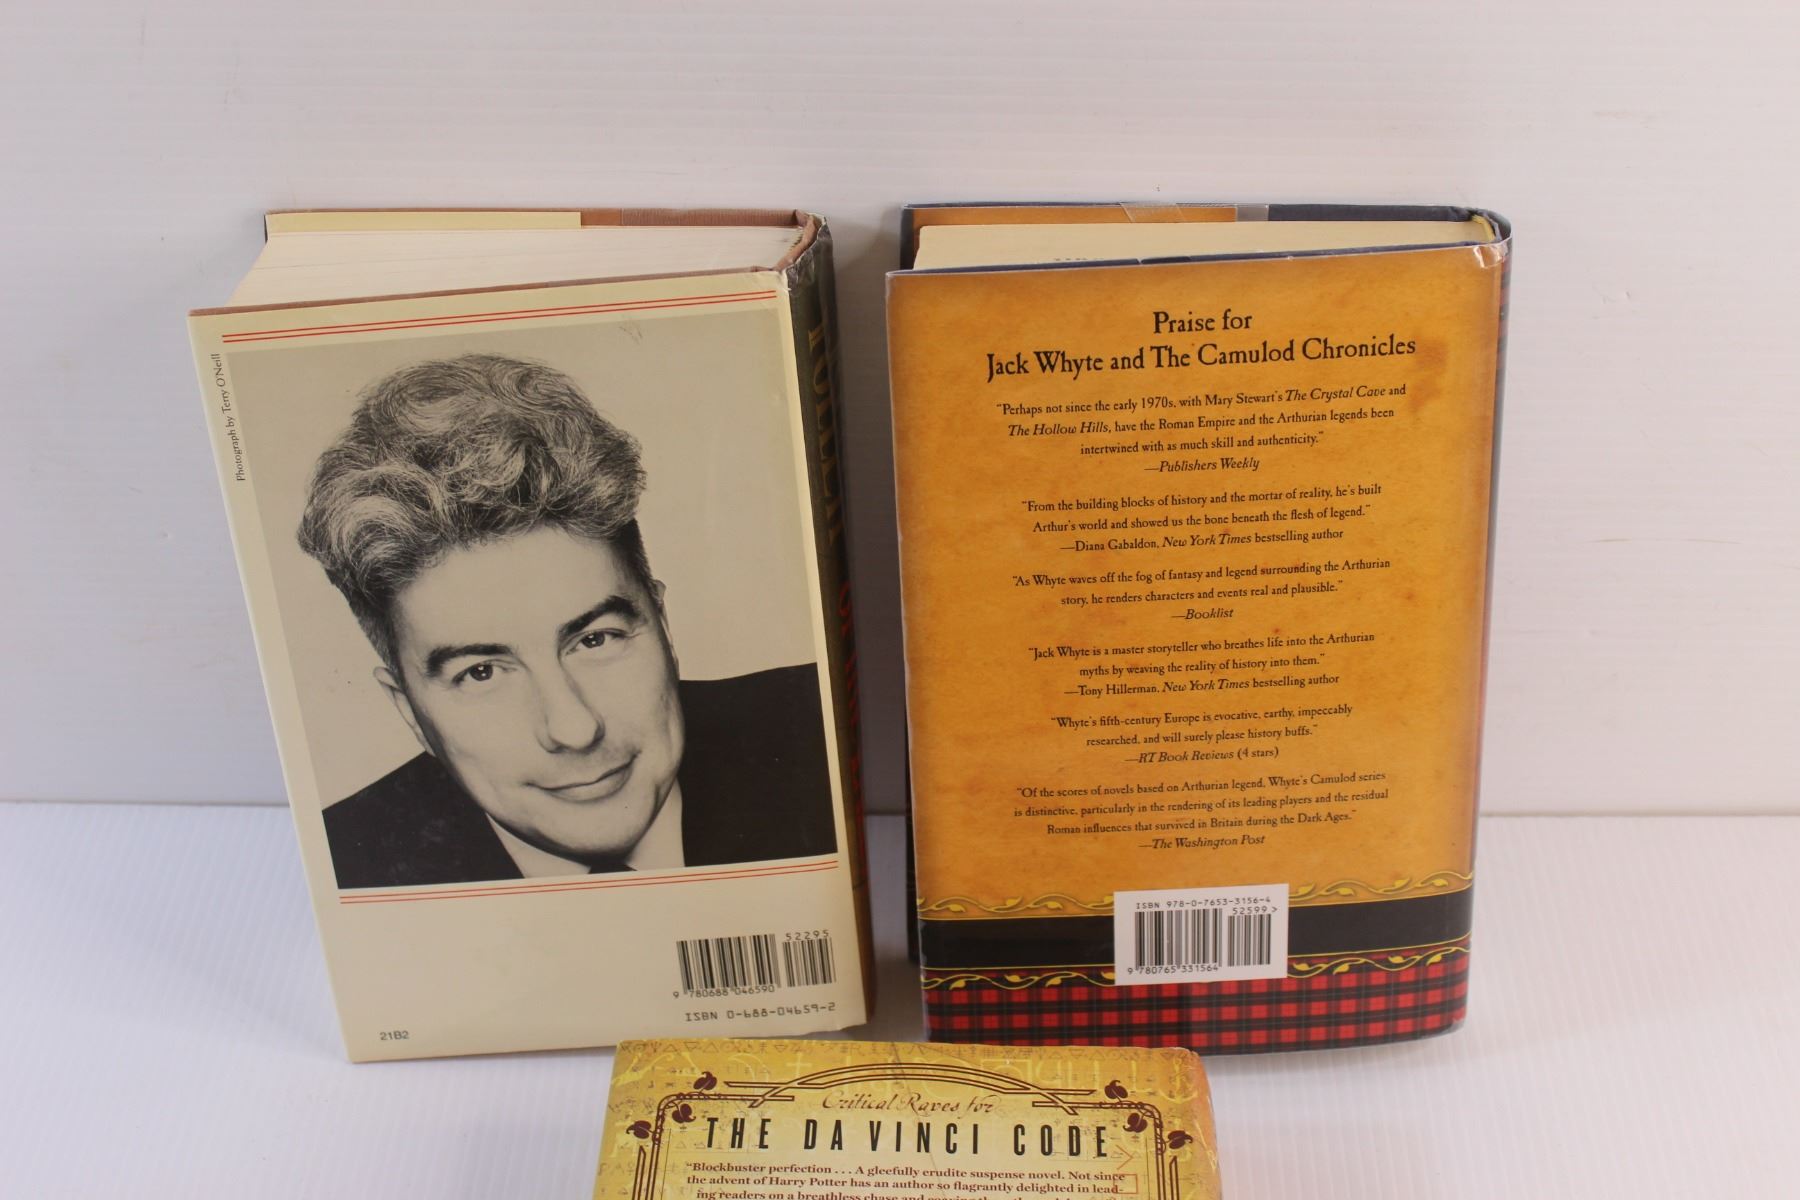 Photograph by Terry O'Neill
52295
9 780688 046590
ISBN 0-688-04659-2
21B2
Praise for
Jack Whyte and The Camulod Chronicles
"Perhaps not since the early 1970s, with Mary Stewart's The Crystal Cave and
The Hollow Hills, have the Roman Empire and the Arthurian legends been
intertwined with as much skill and authenticity."
—Publishers Weekly
"From the building blocks of history and the mortar of reality, he's built
Arthur's world and showed us the bone beneath the flesh of legend."
—Diana Gabaldon, New York Times bestselling author
"As Whyte waves off the fog of fantasy and legend surrounding the Arthurian
story, he renders characters and events real and plausible."
—Booklist
"Jack Whyte is a master storyteller who breathes life into the Arthurian
myths by weaving the reality of history into them."
—Tony Hillerman, New York Times bestselling author
"Whyte's fifth-century Europe is evocative, earthy, impeccably
researched, and will surely please history buffs."
—RT Book Reviews (4 stars)
"Of the scores of novels based on Arthurian legend, Whyte's Camulod series
is distinctive, particularly in the rendering of its leading players and the residual
Roman influences that survived in Britain during the Dark Ages."
—The Washington Post
ISBN 978-0-7653-3156-4
52599>
9 780765 331564
Critical Raves for
THE DA VINCI CODE
"Blockbuster perfection . . . A gleefully erudite suspense novel. Not since
the advent of Harry Potter has an author so flagrantly delighted in lead-
ing readers on a breathless chase and